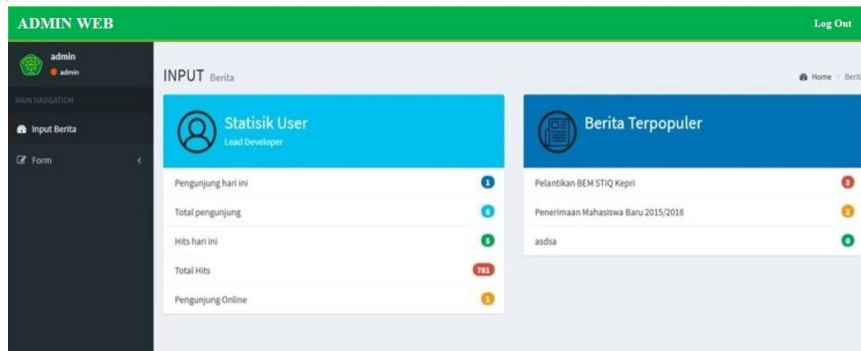 ADMIN WEB
Log Out
admin
admin
MAIN NAVIGATION
Input Berita
Form
INPUT Berita
Home > Berita
Statisik User
Lead Developer
Pengunjung hari ini 1
Total pengunjung 6
Hits hari ini 5
Total Hits 781
Pengunjung Online 1
Berita Terpopuler
Pelantikan BEM STIQ Kepri 3
Penerimaan Mahasiswa Baru 2015/2016 2
asdsa 0